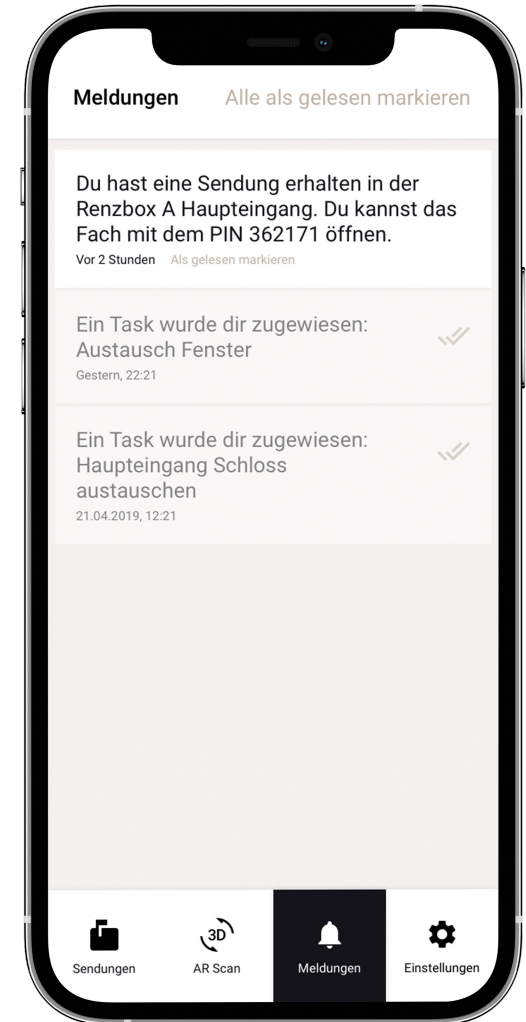 Meldungen
Alle als gelesen markieren
Du hast eine Sendung erhalten in der
Renzbox A Haupteingang. Du kannst das
Fach mit dem PIN 362171 öffnen.
Vor 2 Stunden
Als gelesen markieren
Ein Task wurde dir zugewiesen:
Austausch Fenster
Gestern, 22:21
Ein Task wurde dir zugewiesen:
Haupteingang Schloss
austauschen
21.04.2019, 12:21
3D
Sendungen
AR Scan
Meldungen
Einstellungen